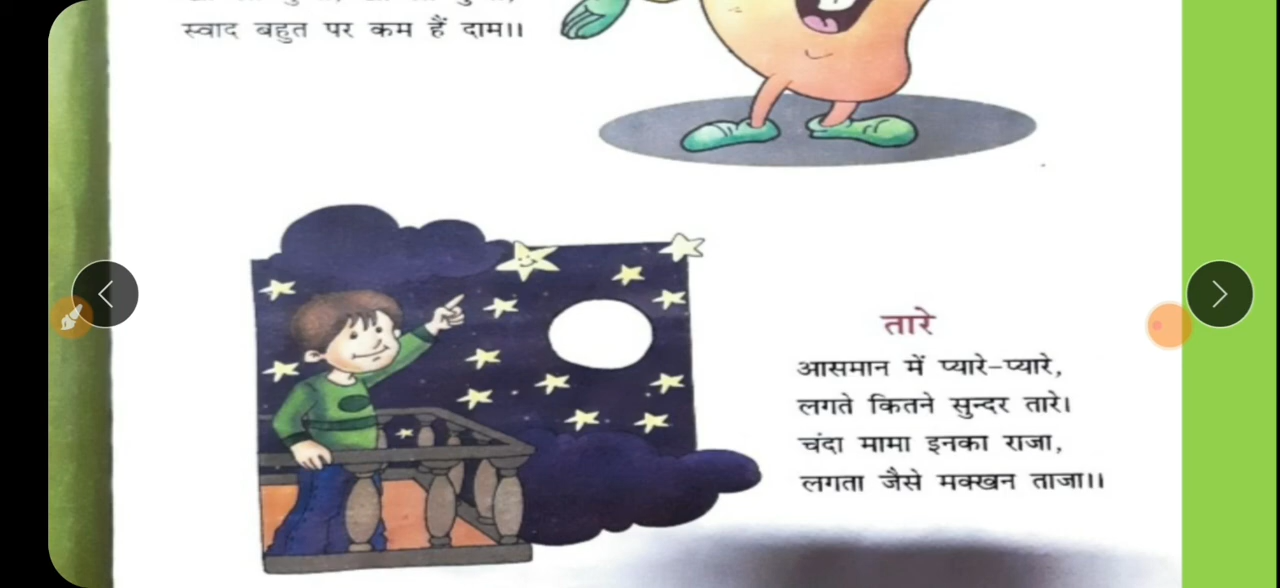 स्वाद बहुत पर कम हैं दाम।।
तारे
आसमान में प्यारे-प्यारे,
लगते कितने सुन्दर तारे।
चंदा मामा इनका राजा,
लगता जैसे मक्खन ताजा।।